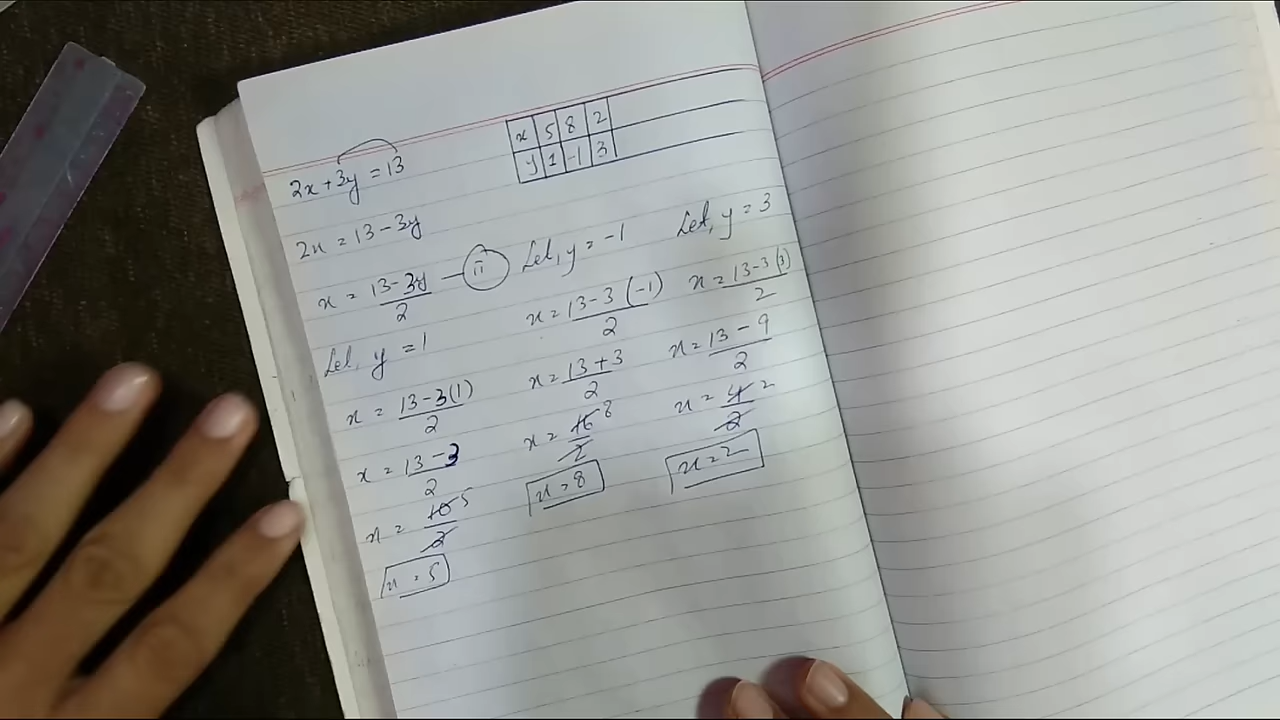 2x + 3y = 13
2x = 13 - 3y
x = 13 - 3y / 2 — ii
Let, y = 1
x = 13 - 3(1) / 2
x = 13 - 3 / 2
x = 10 5 / 2
x = 5
x 5 8 2
y 1 -1 3
Let, y = -1
x = 13 - 3 (-1) / 2
x = 13 + 3 / 2
x = 16 8 / 2
x = 8
Let, y = 3
x = 13 - 3 (3) / 2
x = 13 - 9 / 2
x = 4 2 / 2
x = 2